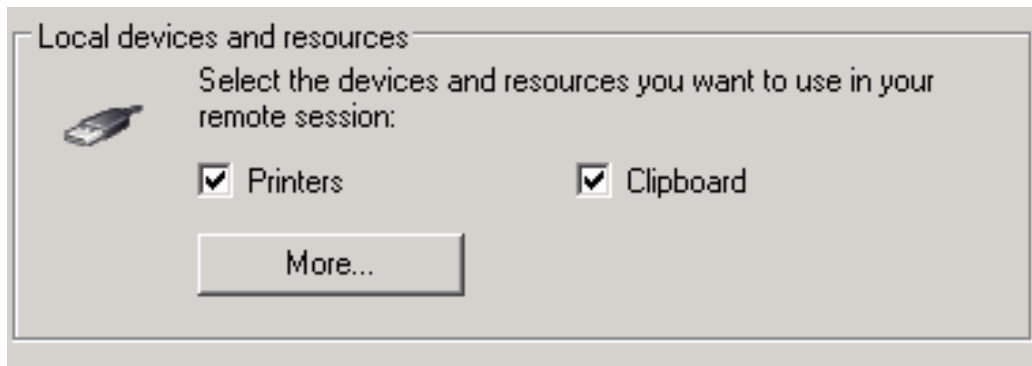 Local devices and resources
Select the devices and resources you want to use in your
remote session:
Printers
Clipboard
More...